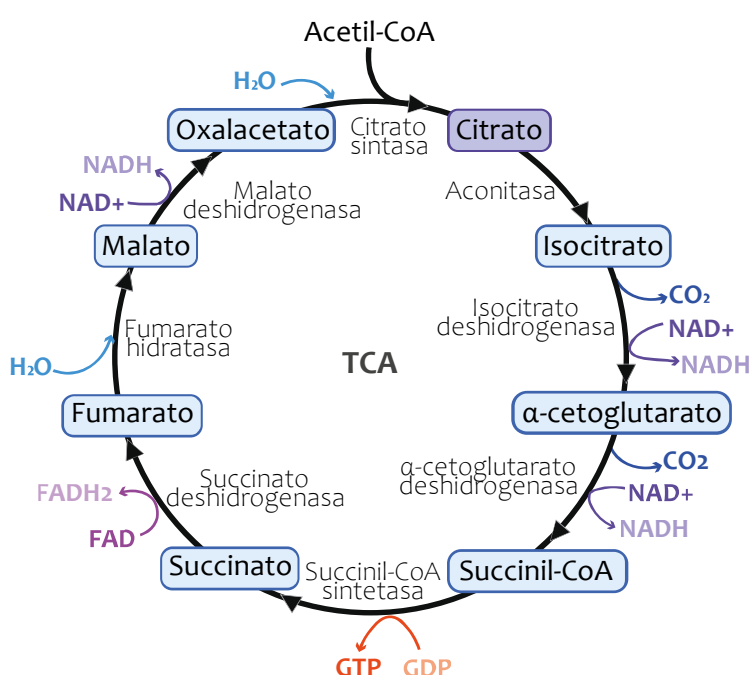 Acetil-CoA
H₂O
Oxalacetato
Citrato
sintasa
Citrato
NADH
NAD+
Malato
deshidrogenasa
Aconitasa
Malato
Isocitrato
CO₂
Isocitrato
deshidrogenasa
NAD+
NADH
Fumarato
hidratasa
H₂O
TCA
Fumarato
α-cetoglutarato
CO2
α-cetoglutarato
deshidrogenasa
NAD+
NADH
Succinato
deshidrogenasa
FADH2
FAD
Succinato
Succinil-CoA
sintetasa
Succinil-CoA
GTP
GDP